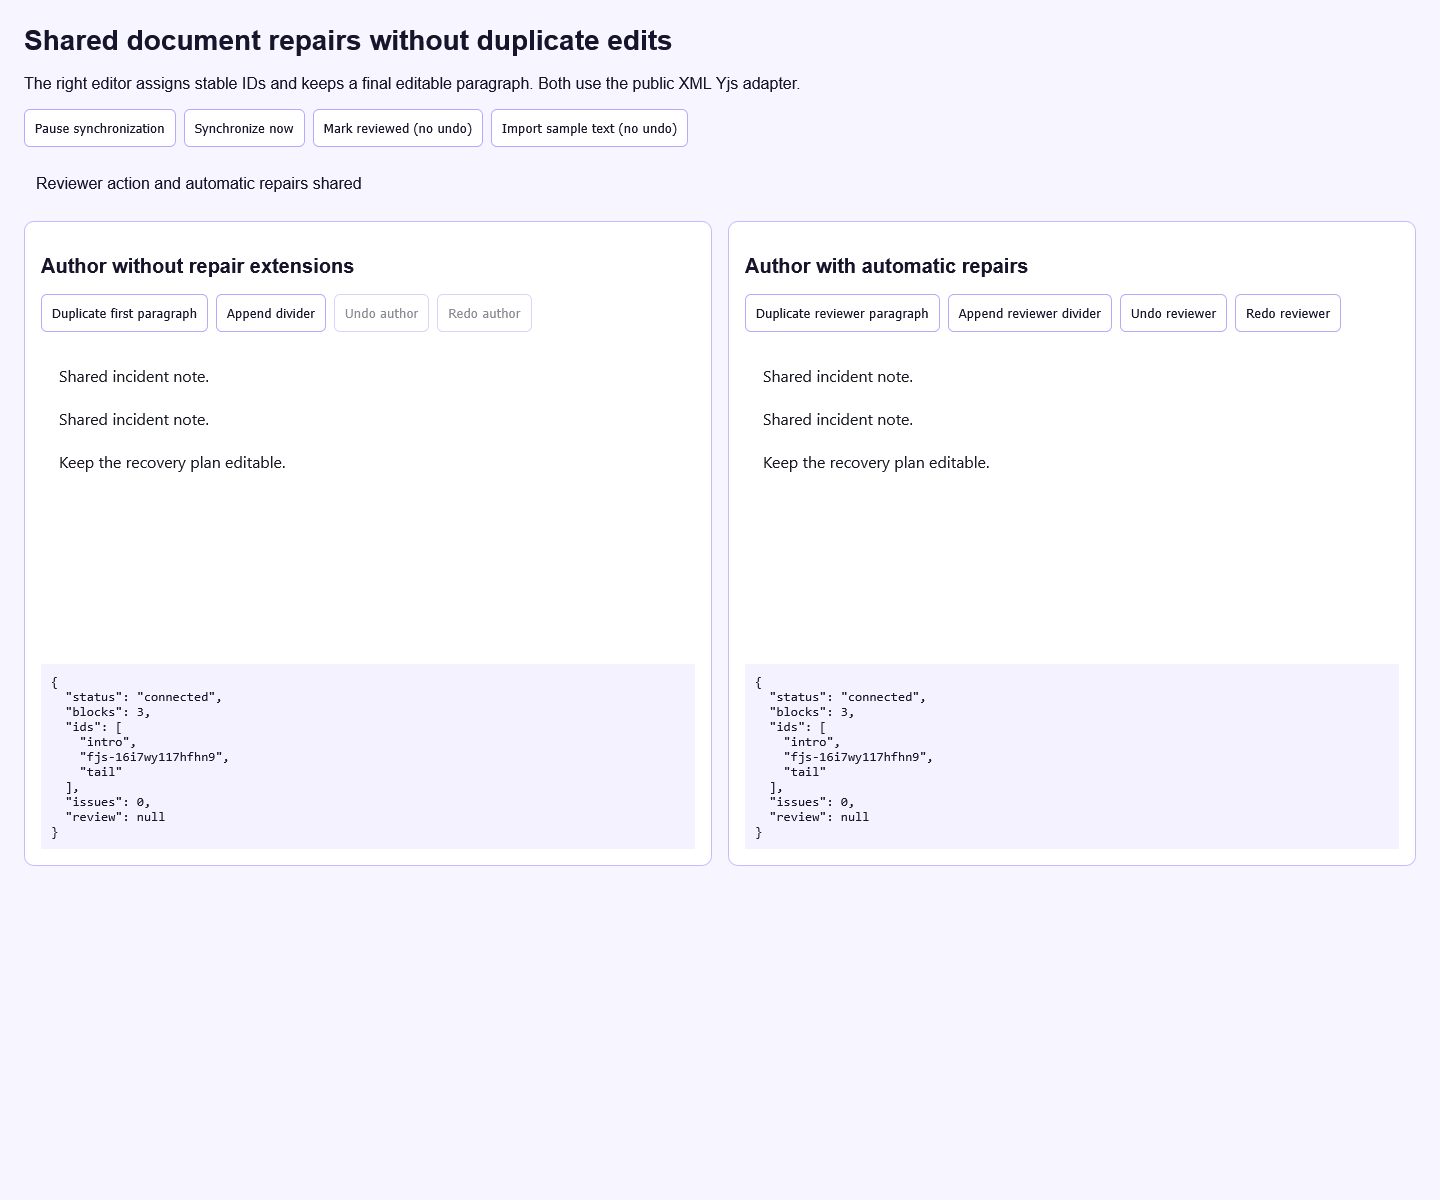 Shared document repairs without duplicate edits
The right editor assigns stable IDs and keeps a final editable paragraph. Both use the public XML Yjs adapter.
Pause synchronization
Synchronize now
Mark reviewed (no undo)
Import sample text (no undo)
Reviewer action and automatic repairs shared
Author without repair extensions
Duplicate first paragraph
Append divider
Undo author
Redo author
Shared incident note.
Shared incident note.
Keep the recovery plan editable.
{
"status": "connected",
"blocks": 3,
"ids": [
"intro",
"fjs-16i7wy117hfhn9",
"tail"
],
"issues": 0,
"review": null
}
Author with automatic repairs
Duplicate reviewer paragraph
Append reviewer divider
Undo reviewer
Redo reviewer
Shared incident note.
Shared incident note.
Keep the recovery plan editable.
{
"status": "connected",
"blocks": 3,
"ids": [
"intro",
"fjs-16i7wy117hfhn9",
"tail"
],
"issues": 0,
"review": null
}